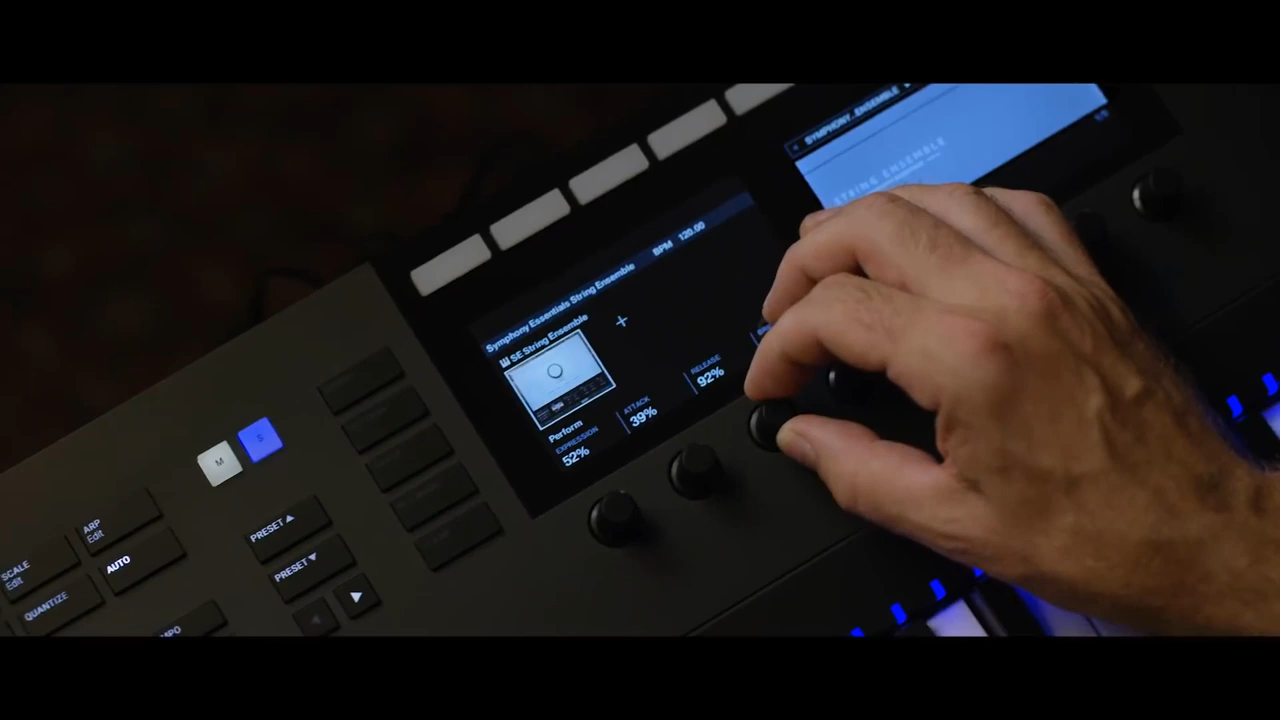 SYMPHONY ENSEMBLE
STRING ENSEMBLE
Symphony Essentials String Ensemble BPM 120.00
SE String Ensemble
+
Perform
EXPRESSION
52%
ATTACK
39%
RELEASE
92%
M
S
SCALE
Edit
ARP
Edit
QUANTIZE
AUTO
PRESET
PRESET